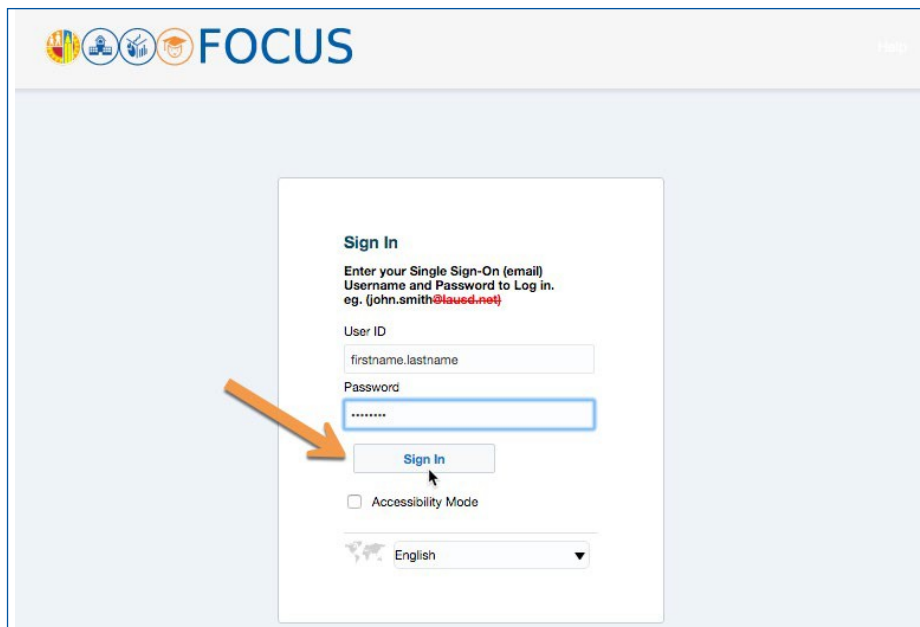 FOCUS
Help
Sign In
Enter your Single Sign-On (email)
Username and Password to Log in.
eg. (john.smith@lausd.net)
User ID
firstname.lastname
Password
••••••••
Sign In
Accessibility Mode
English